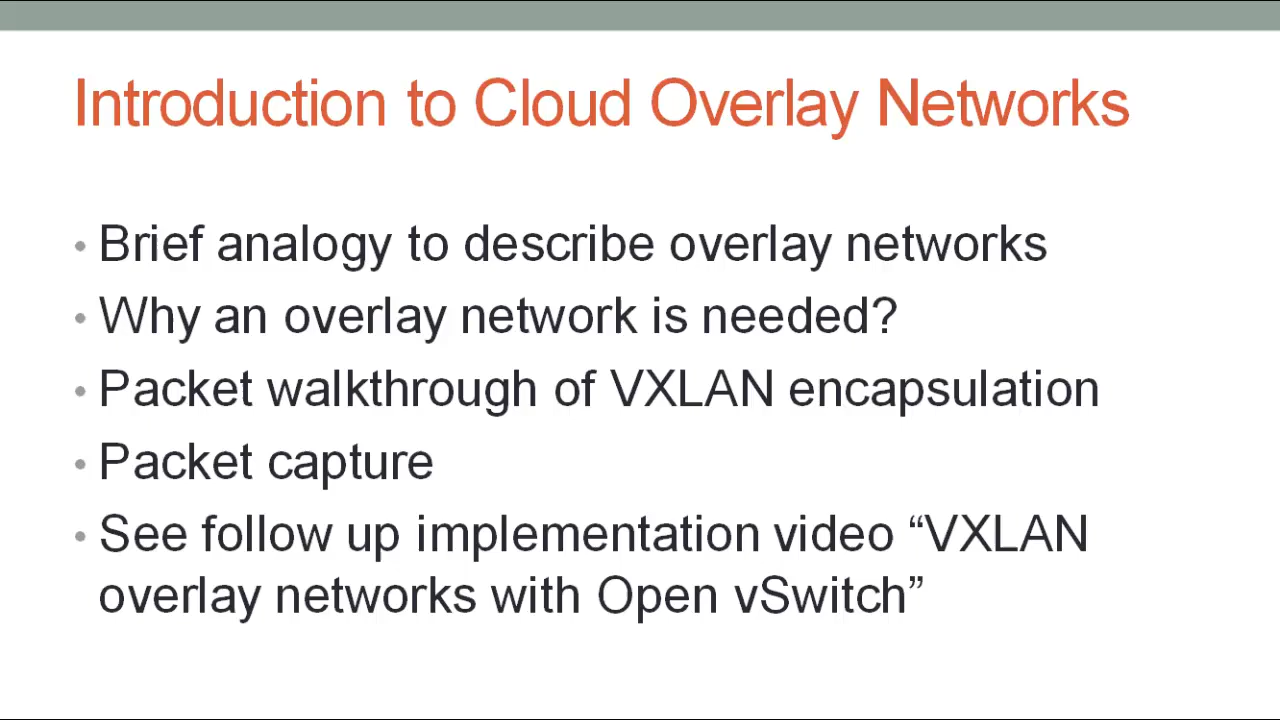 Introduction to Cloud Overlay Networks
• Brief analogy to describe overlay networks
• Why an overlay network is needed?
• Packet walkthrough of VXLAN encapsulation
• Packet capture
• See follow up implementation video “VXLAN
overlay networks with Open vSwitch”